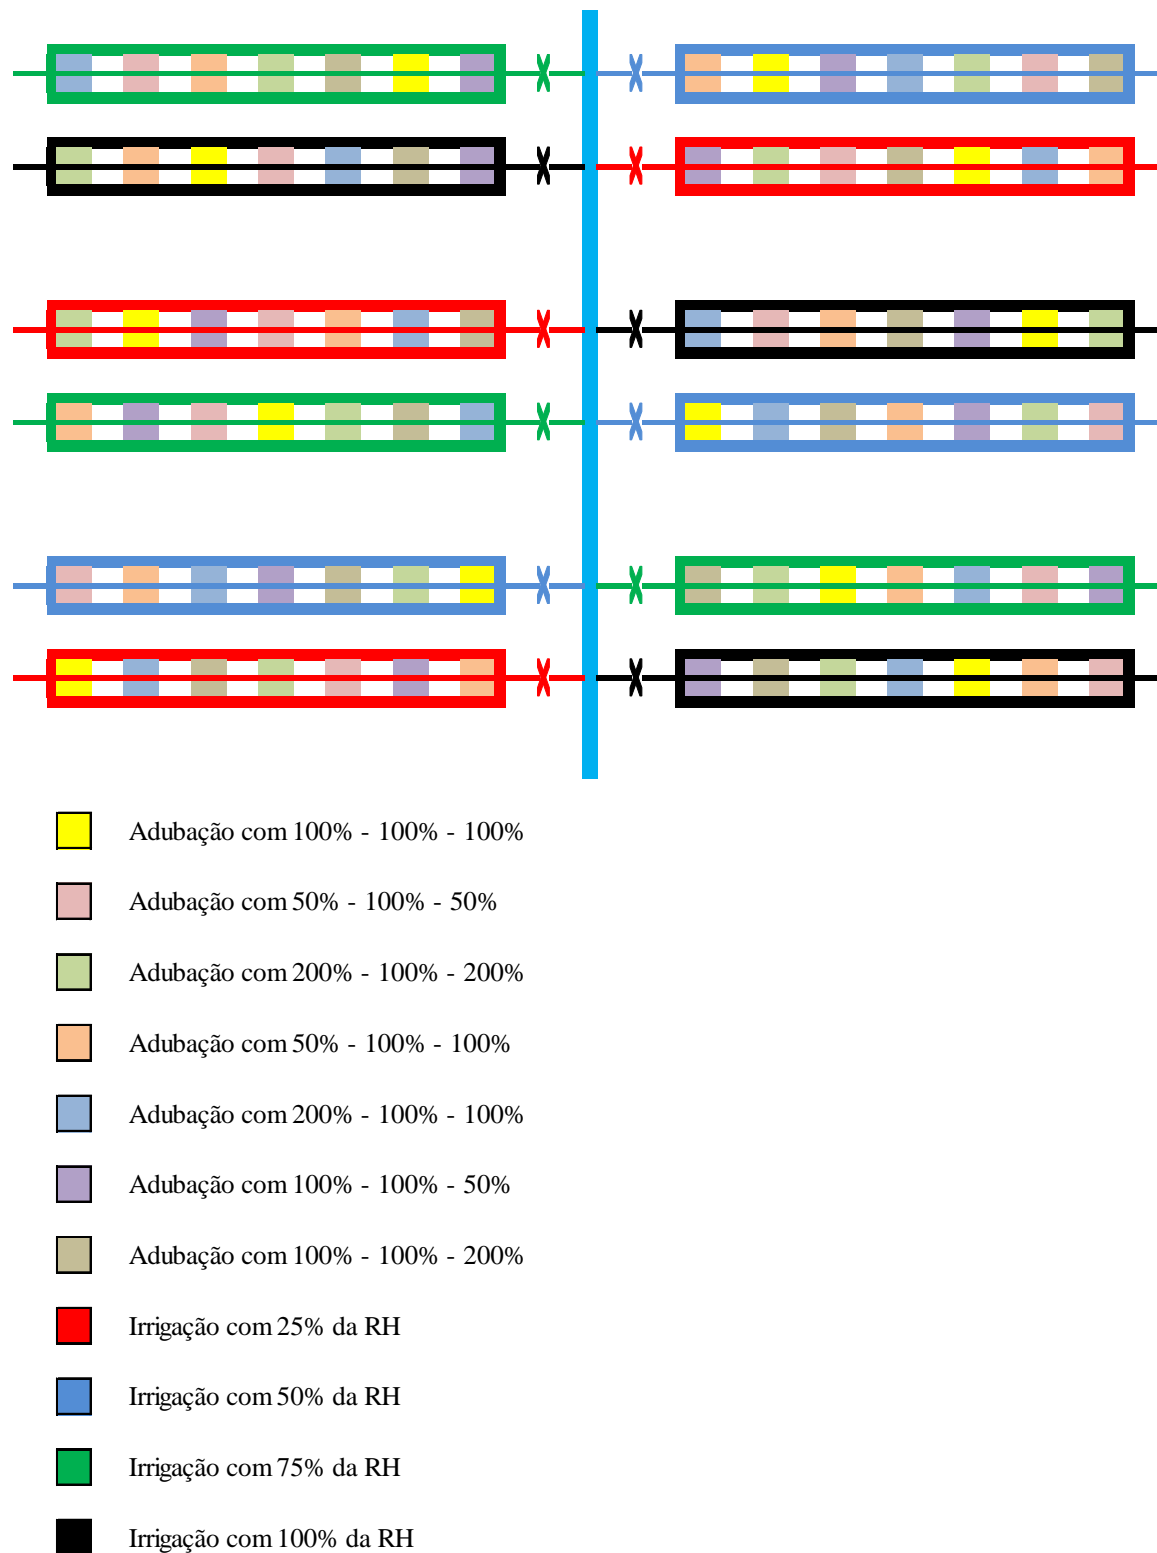 Adubação com 100% - 100% - 100%
Adubação com 50% - 100% - 50%
Adubação com 200% - 100% - 200%
Adubação com 50% - 100% - 100%
Adubação com 200% - 100% - 100%
Adubação com 100% - 100% - 50%
Adubação com 100% - 100% - 200%
Irrigação com 25% da RH
Irrigação com 50% da RH
Irrigação com 75% da RH
Irrigação com 100% da RH